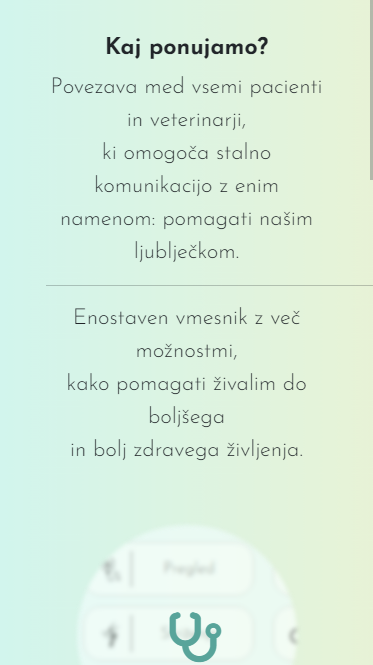 Kaj ponujamo?
Povezava med vsemi pacienti
in veterinarji,
ki omogoča stalno
komunikacijo z enim
namenom: pomagati našim
ljublječkom.
Enostaven vmesnik z več
možnostmi,
kako pomagati živalim do
boljšega
in bolj zdravega življenja.
Pregled